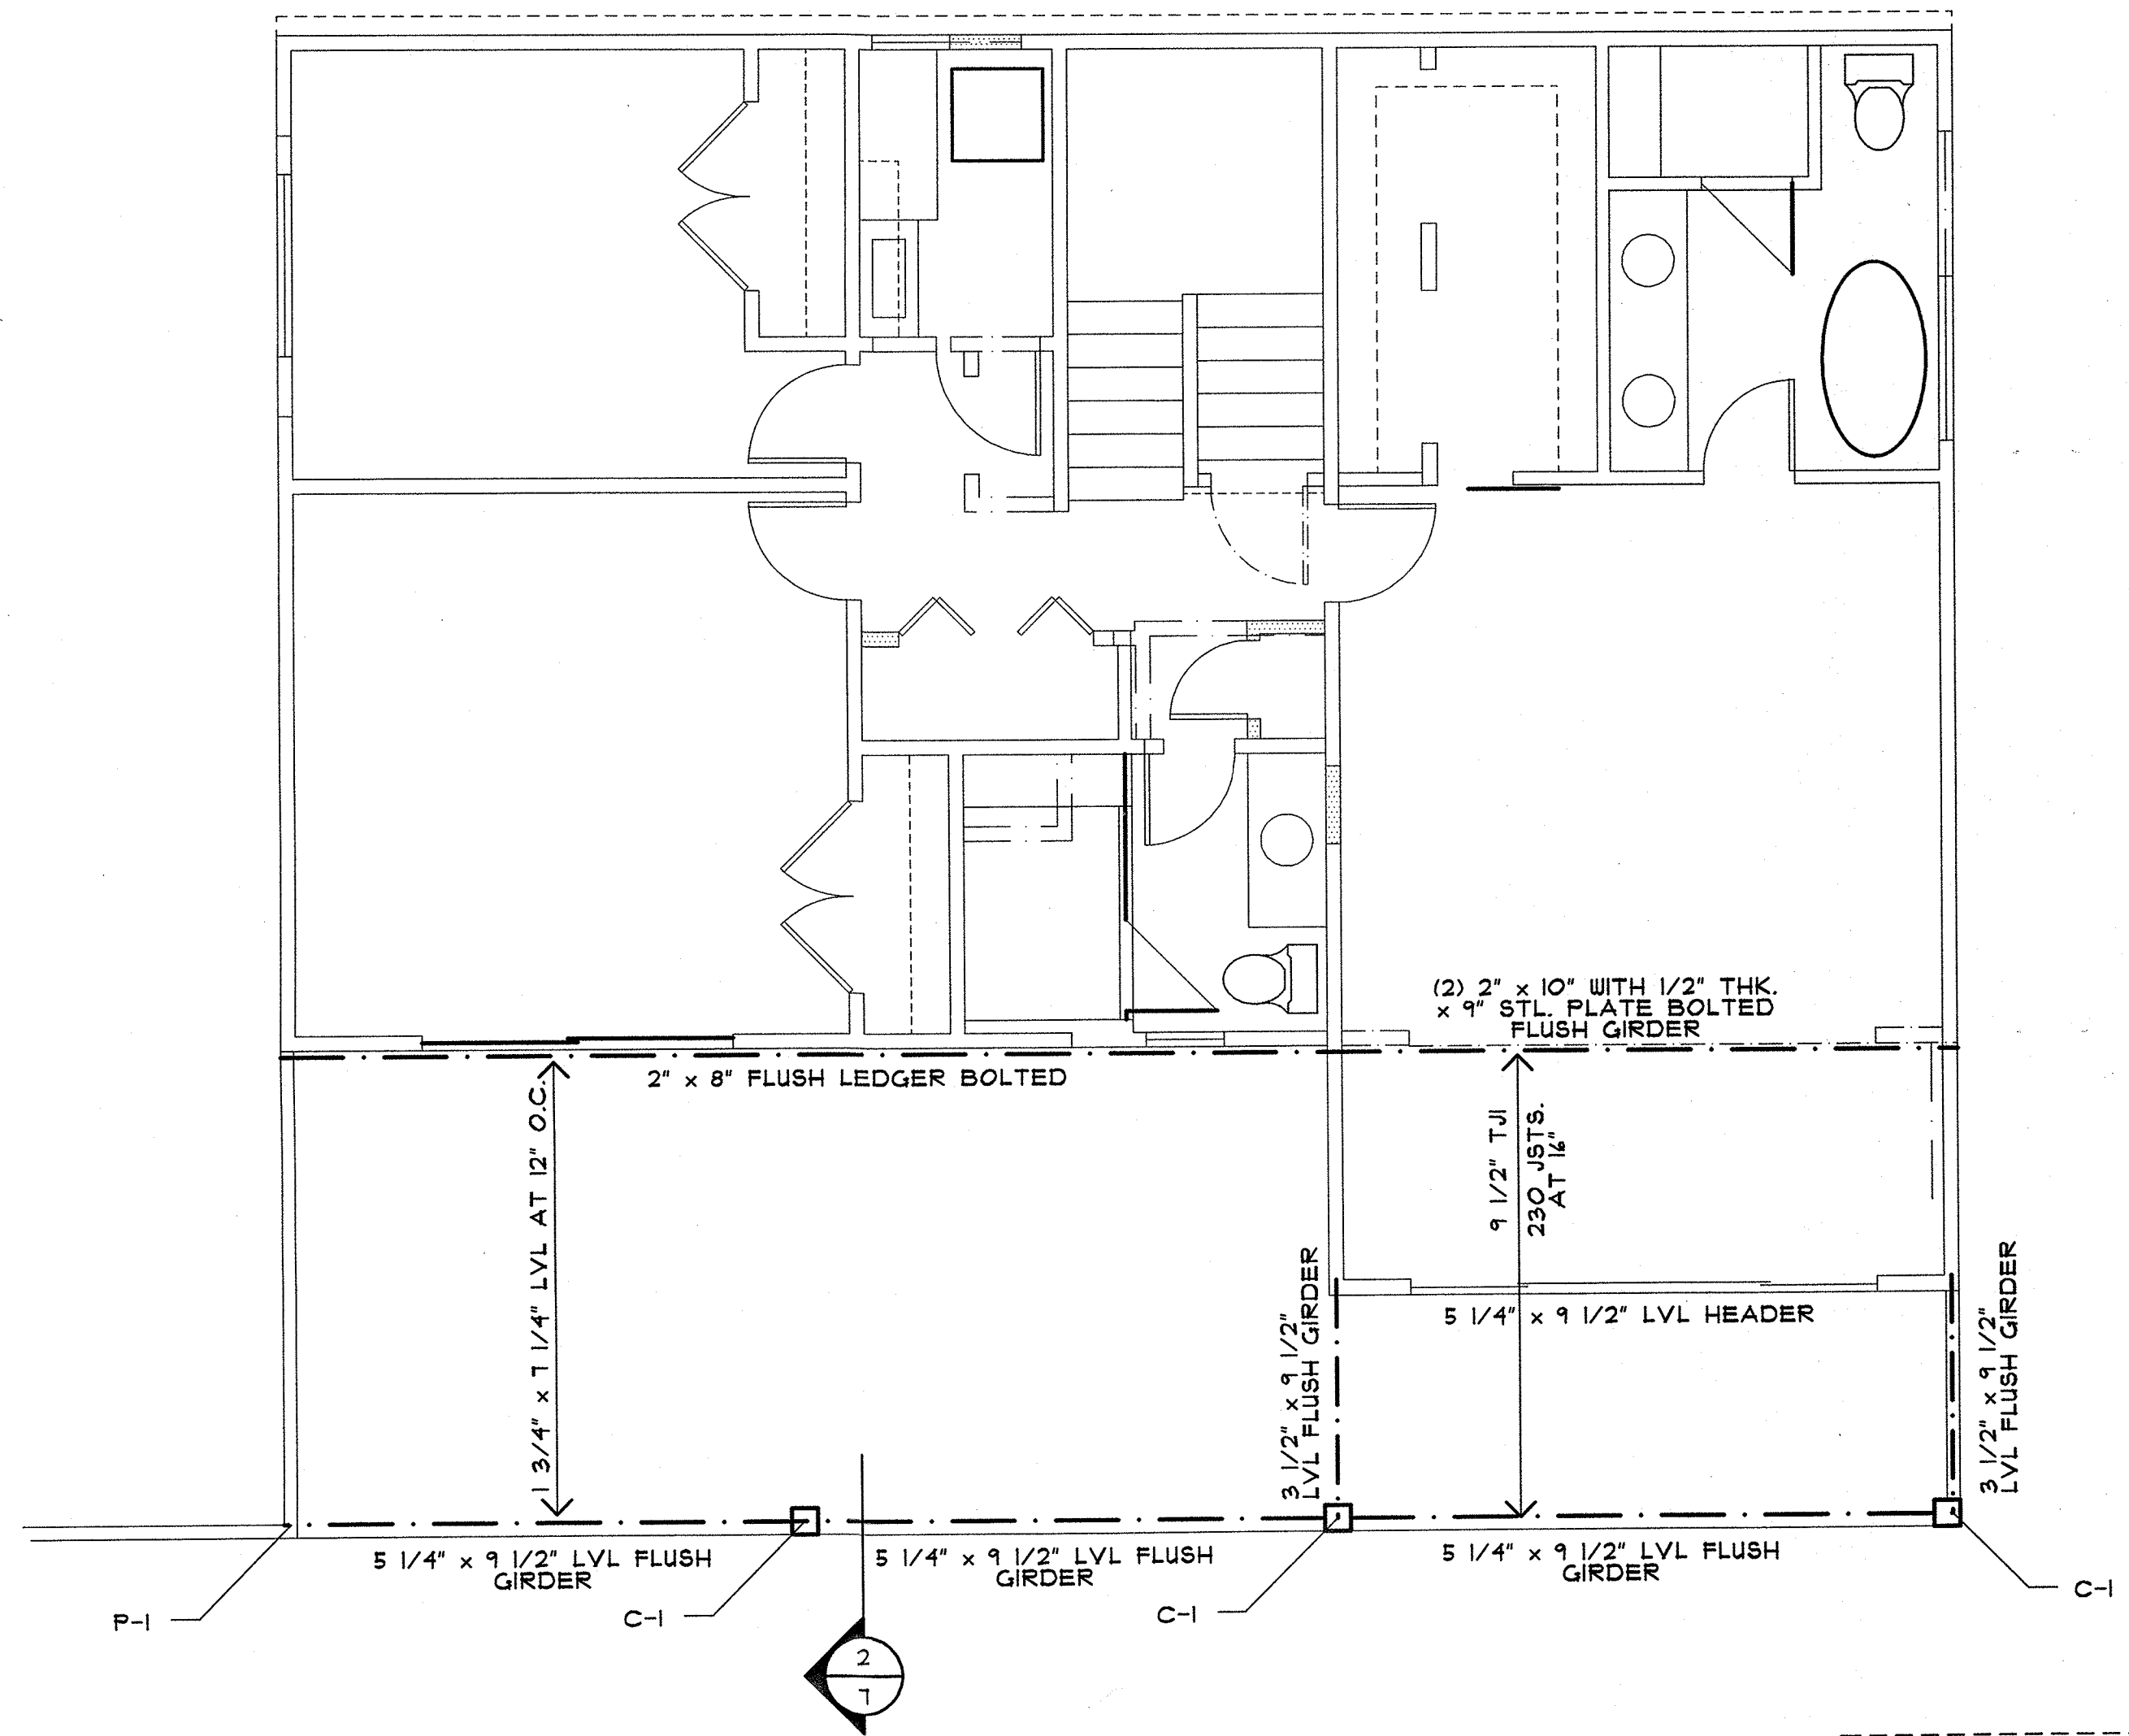 (2) 2" x 10" WITH 1/2" THK.
x 9" STL. PLATE BOLTED
FLUSH GIRDER
2" x 8" FLUSH LEDGER BOLTED
1 3/4" x 7 1/4" LVL AT 12" O.C.
9 1/2" TJI
230 JSTS.
AT 16"
5 1/4" x 9 1/2" LVL HEADER
3 1/2" x 9 1/2"
LVL FLUSH GIRDER
3 1/2" x 9 1/2"
LVL FLUSH GIRDER
5 1/4" x 9 1/2" LVL FLUSH
GIRDER
5 1/4" x 9 1/2" LVL FLUSH
GIRDER
5 1/4" x 9 1/2" LVL FLUSH
GIRDER
P-1
C-1
C-1
C-1
2
7